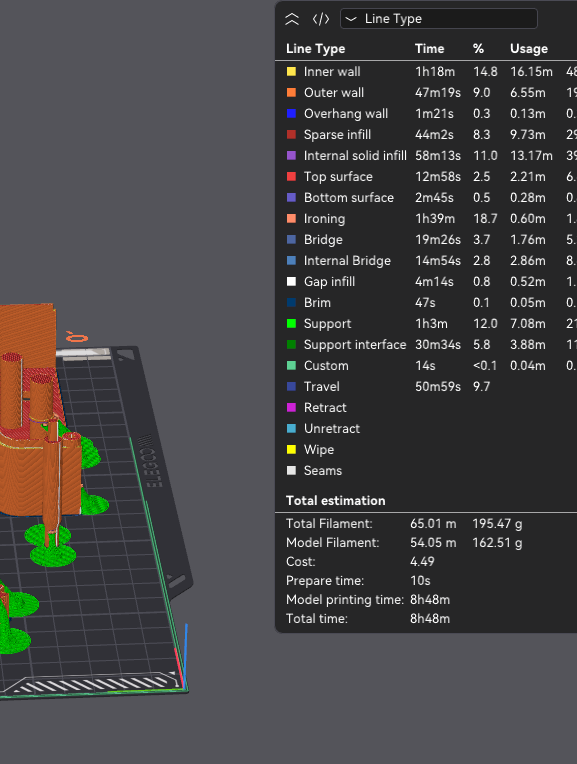 Line Type
Line Type Time % Usage
Inner wall 1h18m 14.8 16.15m 48
Outer wall 47m19s 9.0 6.55m 19
Overhang wall 1m21s 0.3 0.13m 0.
Sparse infill 44m2s 8.3 9.73m 29
Internal solid infill 58m13s 11.0 13.17m 39
Top surface 12m58s 2.5 2.21m 6.
Bottom surface 2m45s 0.5 0.28m 0.
Ironing 1h39m 18.7 0.60m 1.
Bridge 19m26s 3.7 1.76m 5.
Internal Bridge 14m54s 2.8 2.86m 8.
Gap infill 4m14s 0.8 0.52m 1.
Brim 47s 0.1 0.05m 0.
Support 1h3m 12.0 7.08m 21
Support interface 30m34s 5.8 3.88m 11
Custom 14s <0.1 0.04m 0.
Travel 50m59s 9.7
Retract
Unretract
Wipe
Seams
Total estimation
Total Filament: 65.01 m 195.47 g
Model Filament: 54.05 m 162.51 g
Cost: 4.49
Prepare time: 10s
Model printing time: 8h48m
Total time: 8h48m